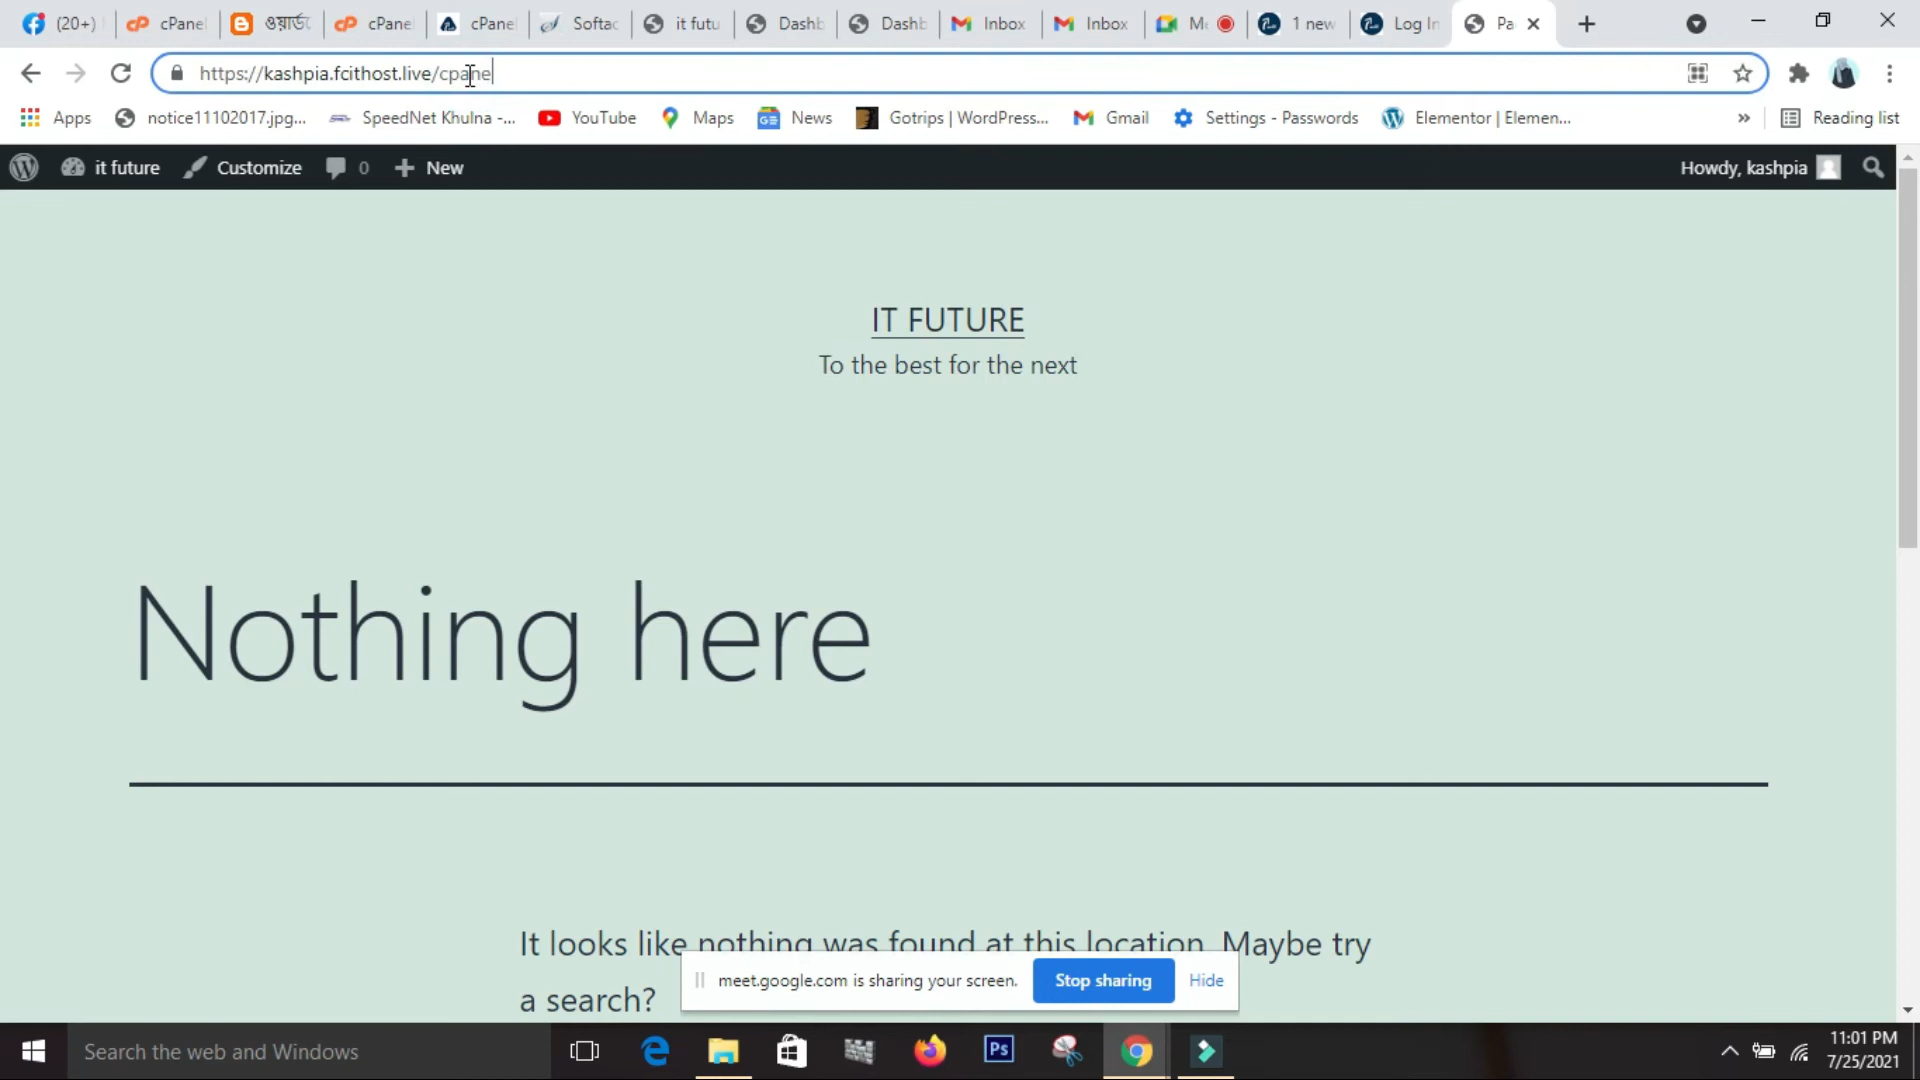 (20+)
cPanel
ওয়ার্ড
cPanel
cPanel
Softac
it futu
Dashb
Dashb
Inbox
Inbox
Me
1 new
Log In
Pa
https://kashpia.fcithost.live/cpane
Apps
notice11102017.jpg...
SpeedNet Khulna -...
YouTube
Maps
News
Gotrips | WordPress...
Gmail
Settings - Passwords
Elementor | Elemen...
»
Reading list
it future
Customize
0
New
Howdy, kashpia
IT FUTURE
To the best for the next
Nothing here
It looks like nothing was found at this location. Maybe try
a search?
meet.google.com is sharing your screen.
Stop sharing
Hide
Search the web and Windows
Ps
11:01 PM
7/25/2021